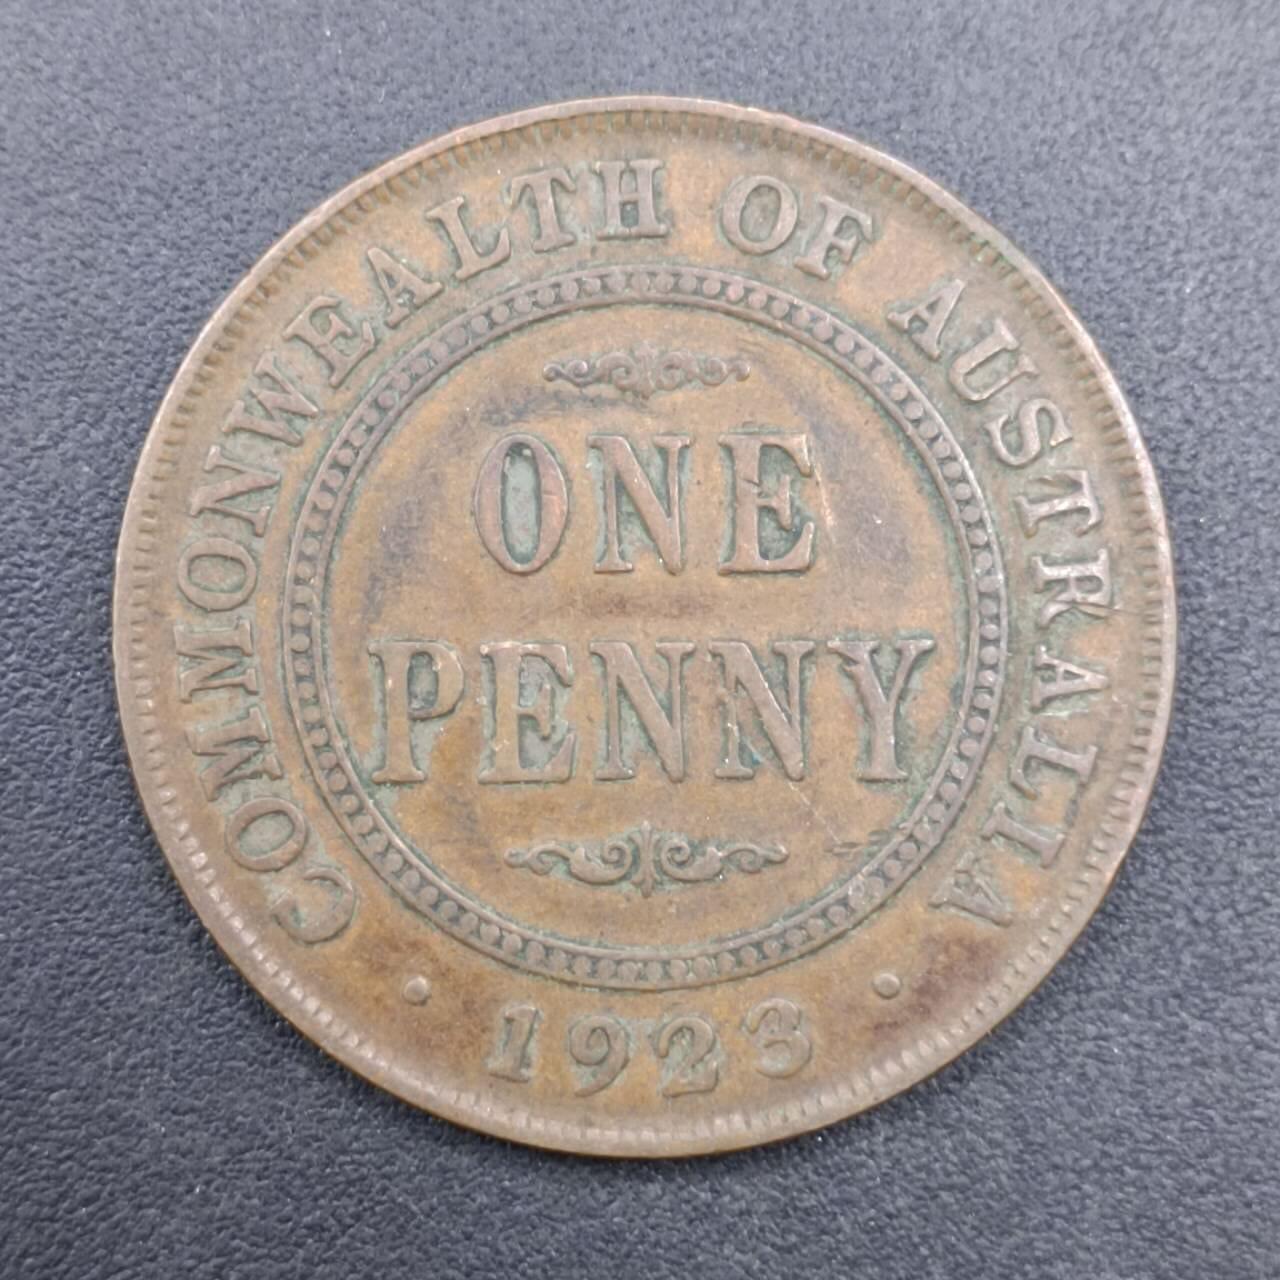 COMMONWEALTH OF AUSTRALIA
ONE
PENNY
1923